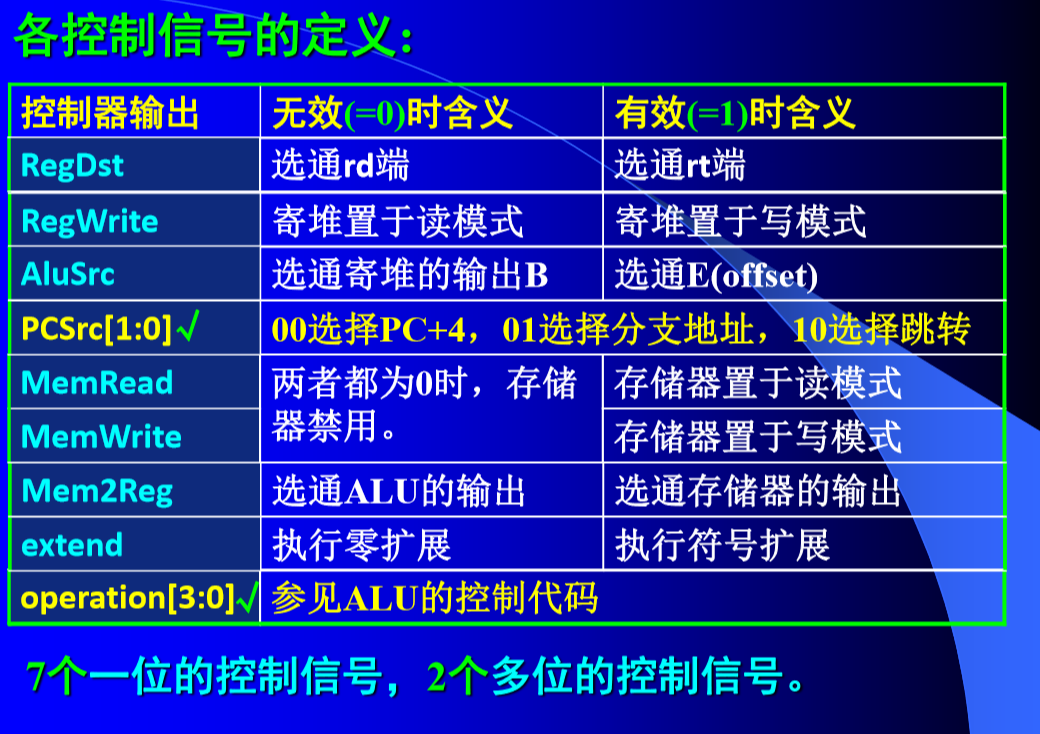 各控制信号的定义:
控制器输出 无效(=0)时含义 有效(=1)时含义
RegDst 选通rd端 选通rt端
RegWrite 寄堆置于读模式 寄堆置于写模式
AluSrc 选通寄堆的输出B 选通E(offset)
PCSrc[1:0]√ 00选择PC+4，01选择分支地址，10选择跳转
MemRead 两者都为0时，存储 存储器置于读模式
MemWrite 器禁用。 存储器置于写模式
Mem2Reg 选通ALU的输出 选通存储器的输出
extend 执行零扩展 执行符号扩展
operation[3:0]√ 参见ALU的控制代码
7个一位的控制信号，2个多位的控制信号。